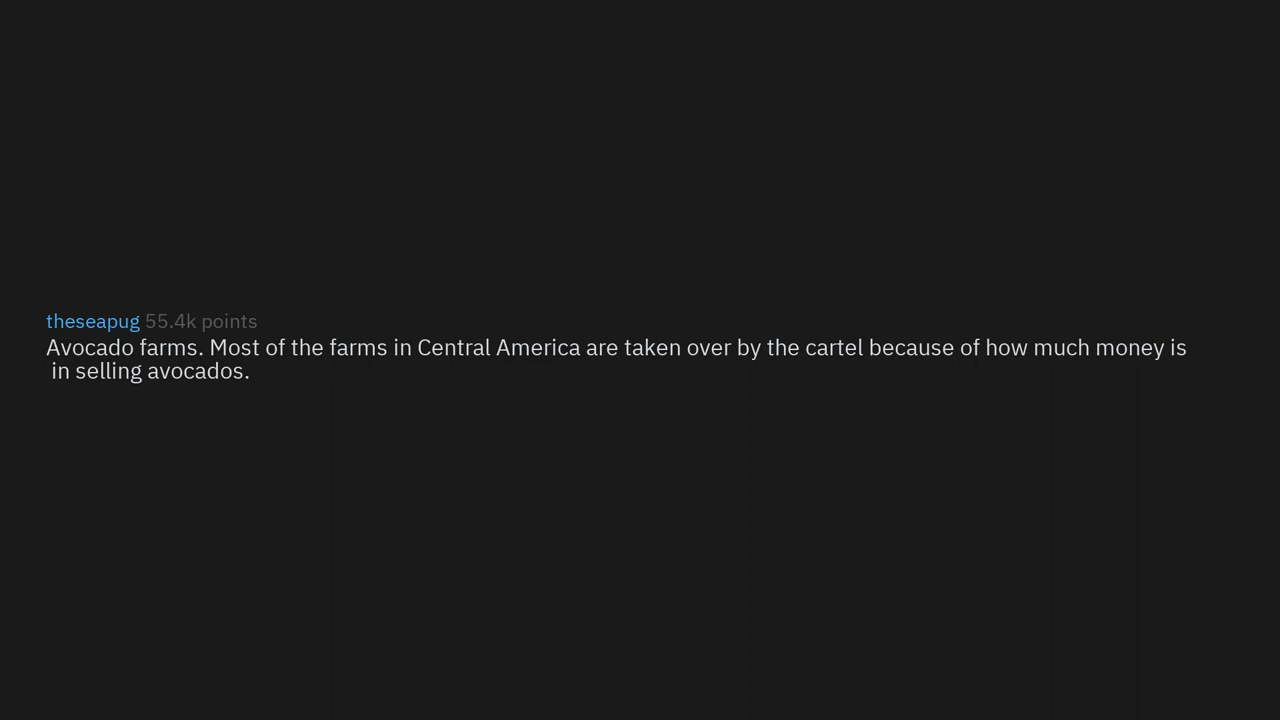 theseapug 55.4k points
Avocado farms. Most of the farms in Central America are taken over by the cartel because of how much money is
in selling avocados.